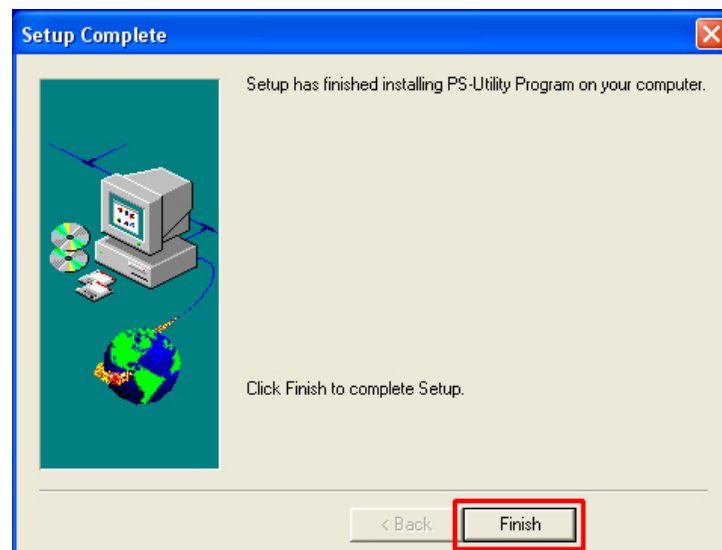 Setup Complete
Setup has finished installing PS-Utility Program on your computer.
Click Finish to complete Setup.
< Back
Finish